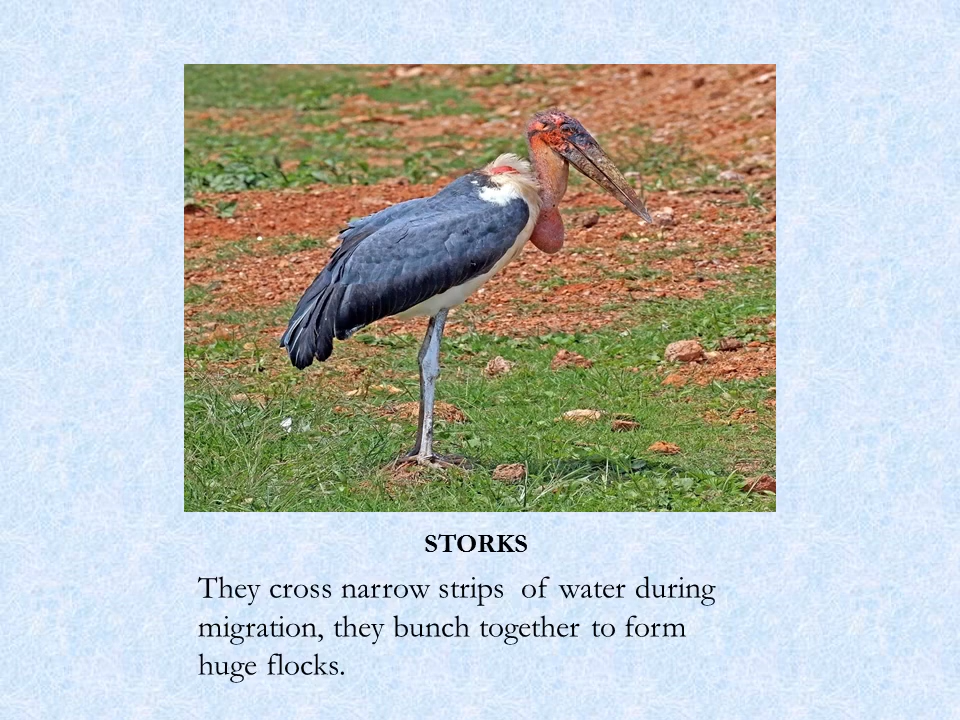 STORKS
They cross narrow strips  of water during
migration, they bunch together to form
huge flocks.